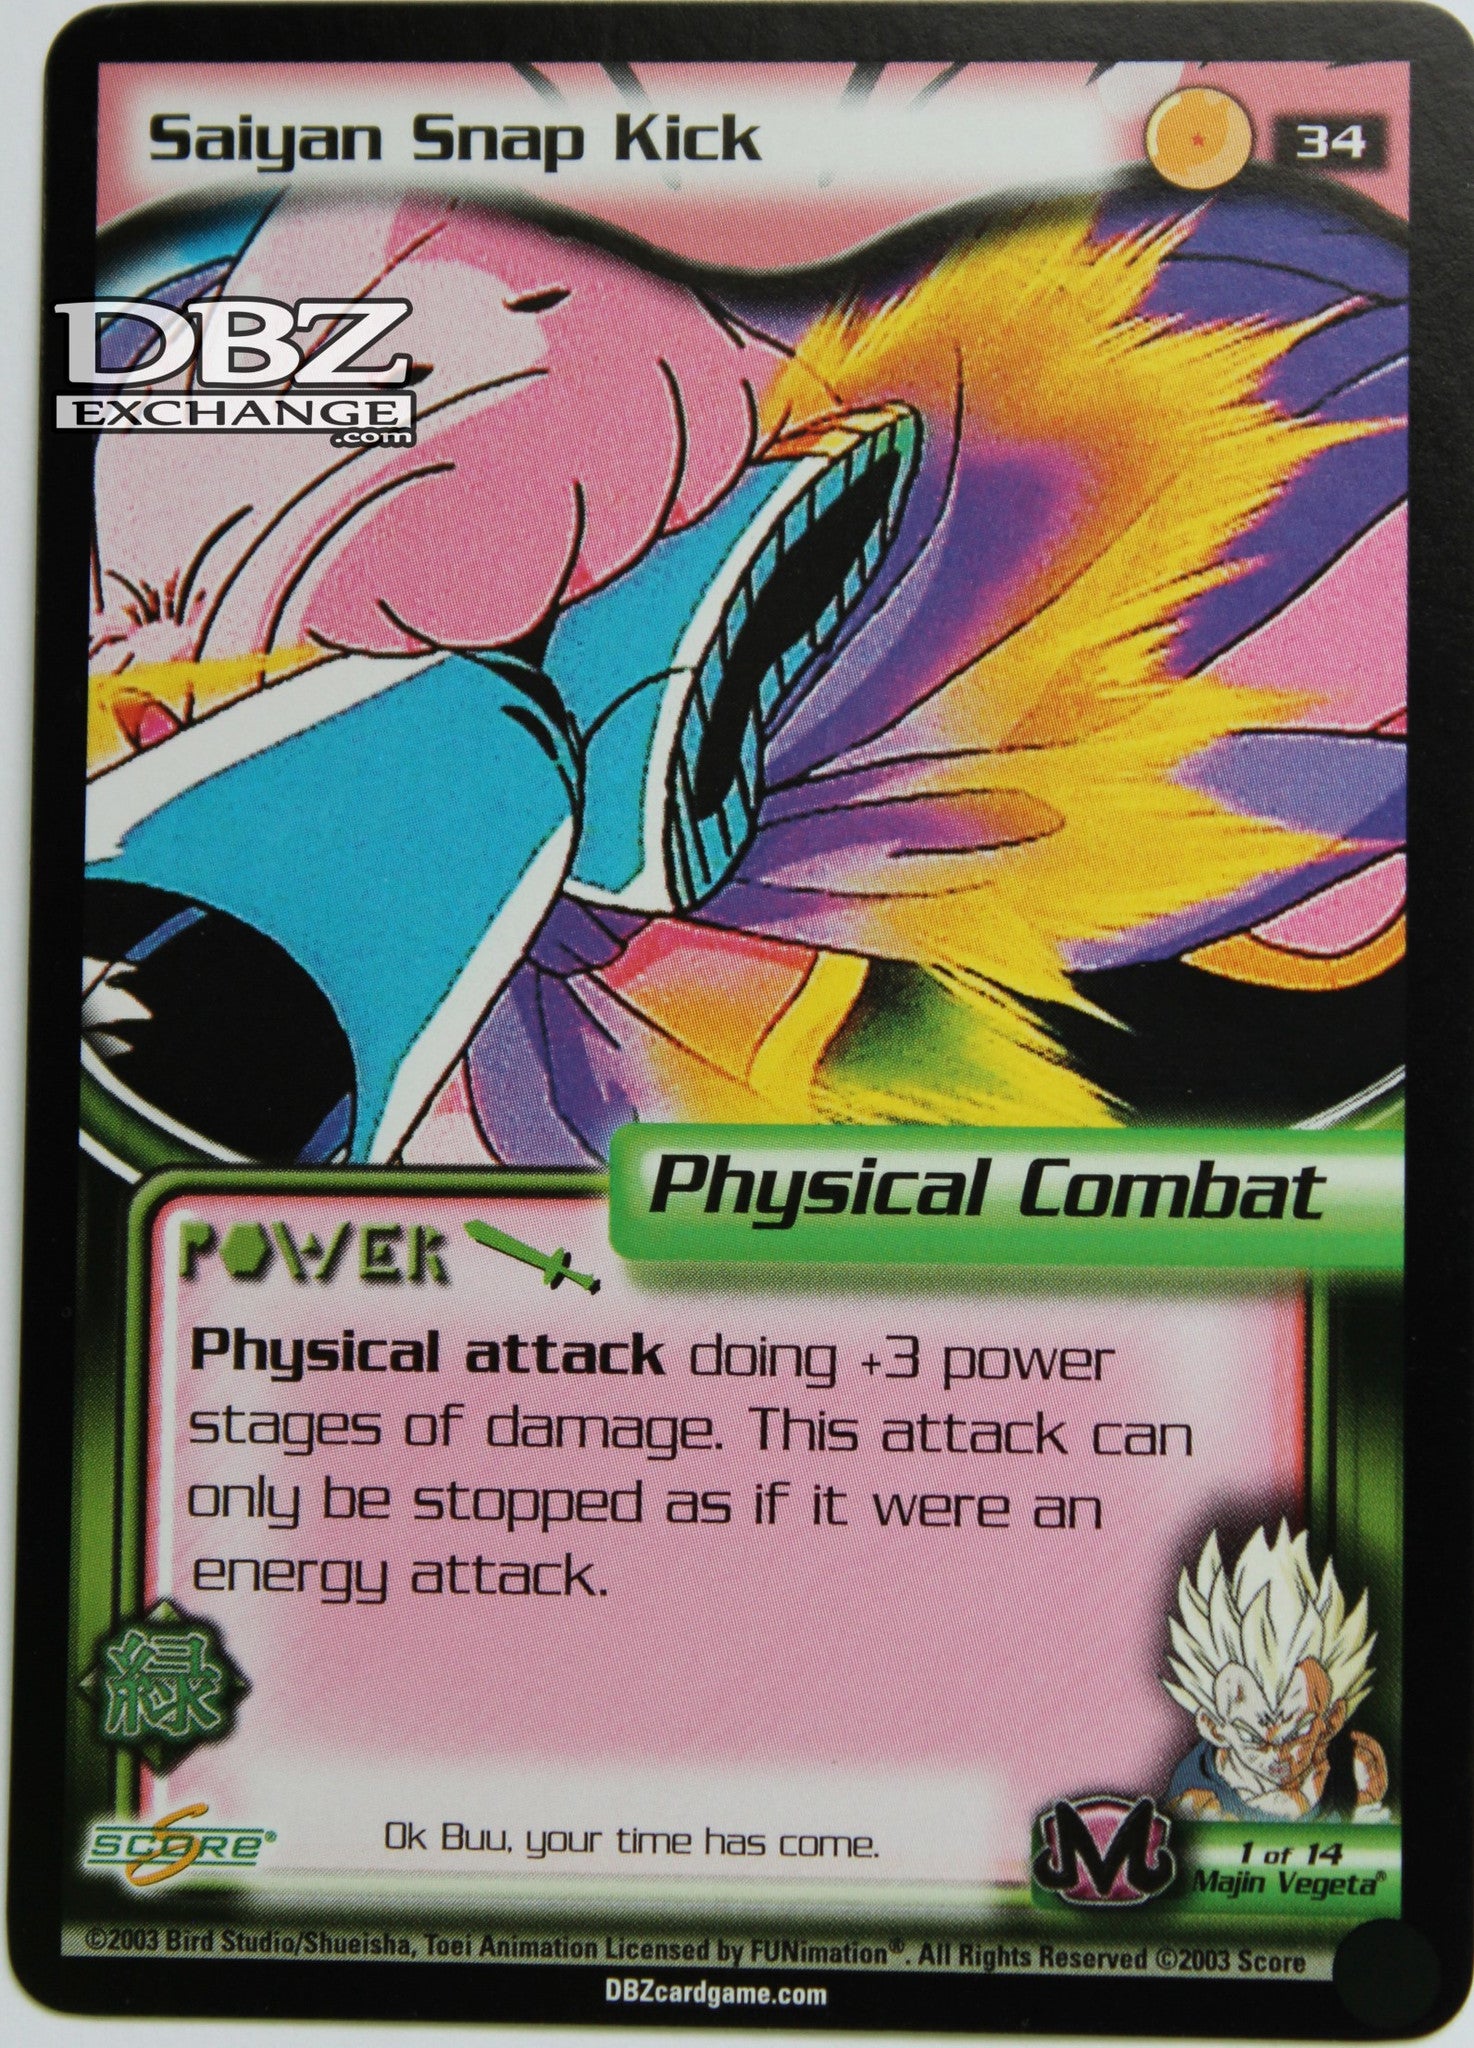 Saiyan Snap Kick
34
DBZ
EXCHANGE
.com
Physical Combat
POWER
Physical attack doing +3 power
stages of damage. This attack can
only be stopped as if it were an
energy attack.
緑
SCORE®
Ok Buu, your time has come.
M
1 of 14
Majin Vegeta®
©2003 Bird Studio/Shueisha, Toei Animation Licensed by FUNimation®. All Rights Reserved ©2003 Score
DBZcardgame.com